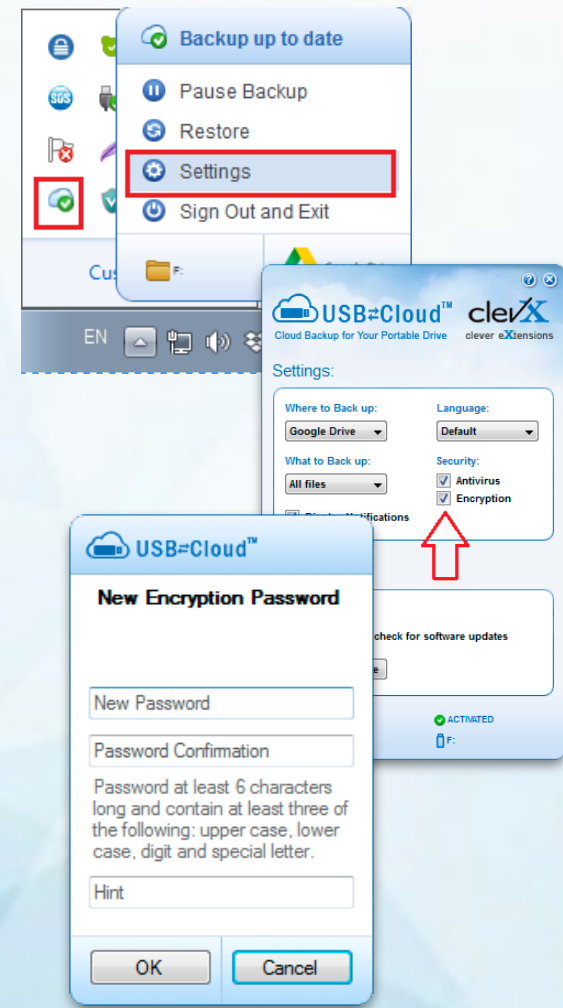 Backup up to date
Pause Backup
Restore
Settings
Sign Out and Exit
SGS
F:
EN
USB⇄Cloud™
Cloud Backup for Your Portable Drive
clevX
clever eXtensions
Settings:
Where to Back up:
Language:
Google Drive
Default
What to Back up:
Security:
All files
Antivirus
Encryption
check for software updates
ACTIVATED
F:
USB⇄Cloud™
New Encryption Password
New Password
Password Confirmation
Password at least 6 characters
long and contain at least three of
the following: upper case, lower
case, digit and special letter.
Hint
OK
Cancel